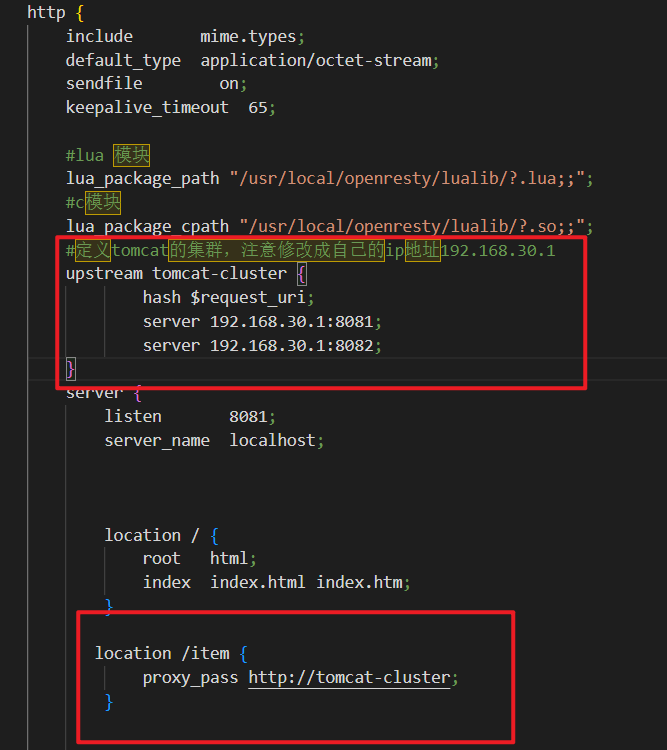 http {
include mime.types;
default_type application/octet-stream;
sendfile on;
keepalive_timeout 65;
#lua 模块
lua_package_path "/usr/local/openresty/lualib/?.lua;;";
#c模块
lua_package_cpath "/usr/local/openresty/lualib/?.so;;";
#定义tomcat的集群，注意修改成自己的ip地址192.168.30.1
upstream tomcat-cluster {
hash $request_uri;
server 192.168.30.1:8081;
server 192.168.30.1:8082;
}
server {
listen 8081;
server_name localhost;
location / {
root html;
index index.html index.htm;
}
location /item {
proxy_pass http://tomcat-cluster;
}